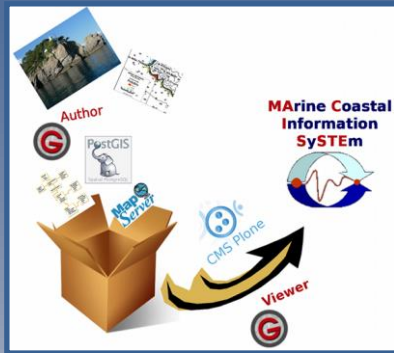 Author
G
PostGIS
Map
Server
CMS Plone
MArine Coastal
Information
SySTEm
Viewer
G